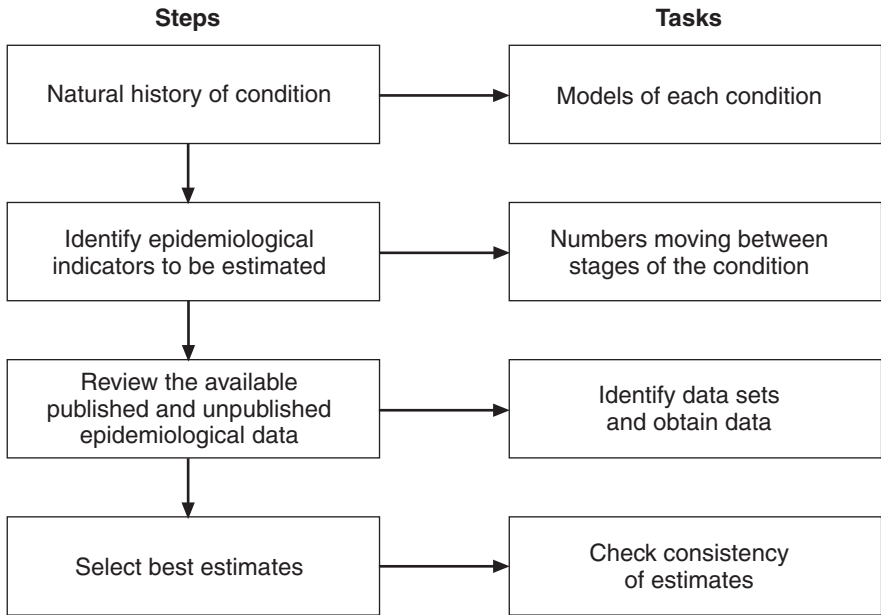 Steps
Tasks
Natural history of condition
Models of each condition
Identify epidemiological
indicators to be estimated
Numbers moving between
stages of the condition
Review the available
published and unpublished
epidemiological data
Identify data sets
and obtain data
Select best estimates
Check consistency
of estimates